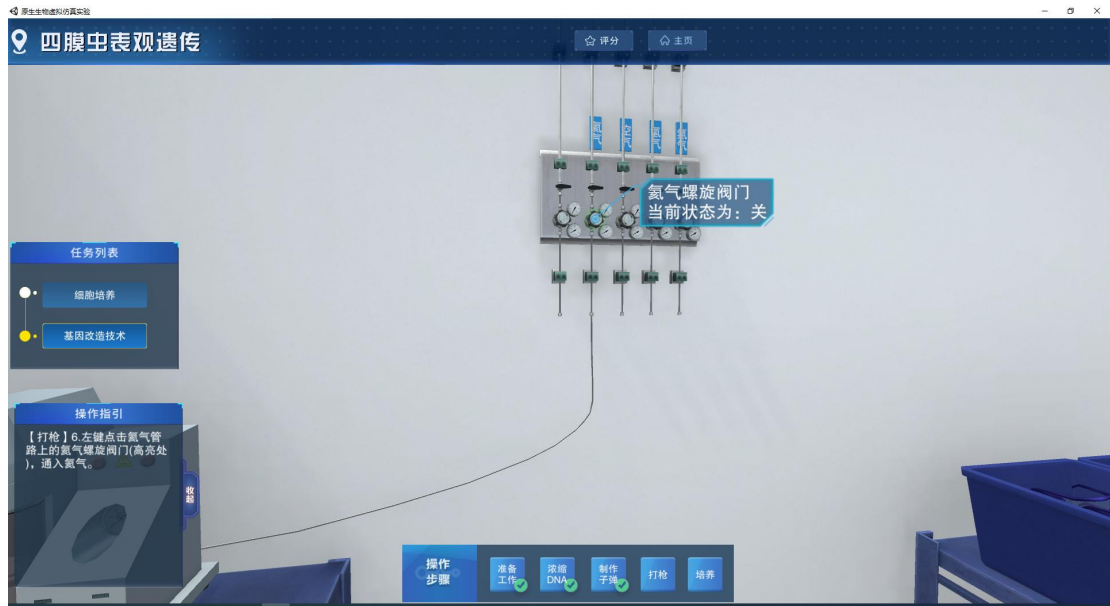 原生生物虚拟仿真实验
四膜虫表观遗传
评分
主页
氦气螺旋阀门
当前状态为：关
任务列表
细胞培养
基因改造技术
操作指引
【打枪】6.左键点击氦气管
路上的氦气螺旋阀门(高亮处
)，通入氦气。
收起
操作
步骤
准备
工作
浓缩
DNA
制作
子弹
打枪
培养